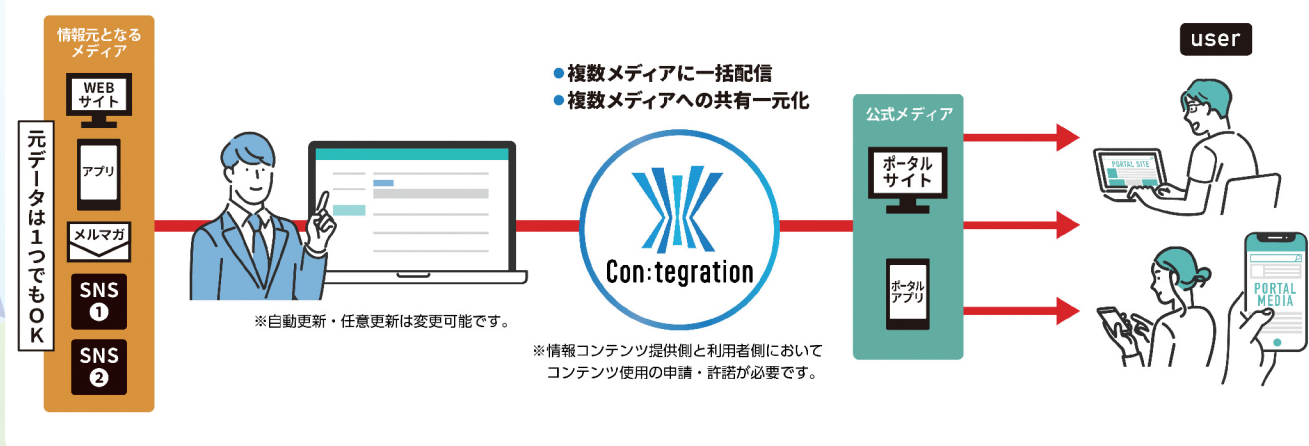 情報元となる
メディア
WEB
サイト
アプリ
メルマガ
SNS
1
SNS
2
元データは1つでもOK
※自動更新・任意更新は変更可能です。
●複数メディアに一括配信
●複数メディアへの共有一元化
Con:tegration
※情報コンテンツ提供側と利用者側において
コンテンツ使用の申請・許諾が必要です。
公式メディア
ポータル
サイト
ポータル
アプリ
user
PORTAL SITE
PORTAL
MEDIA